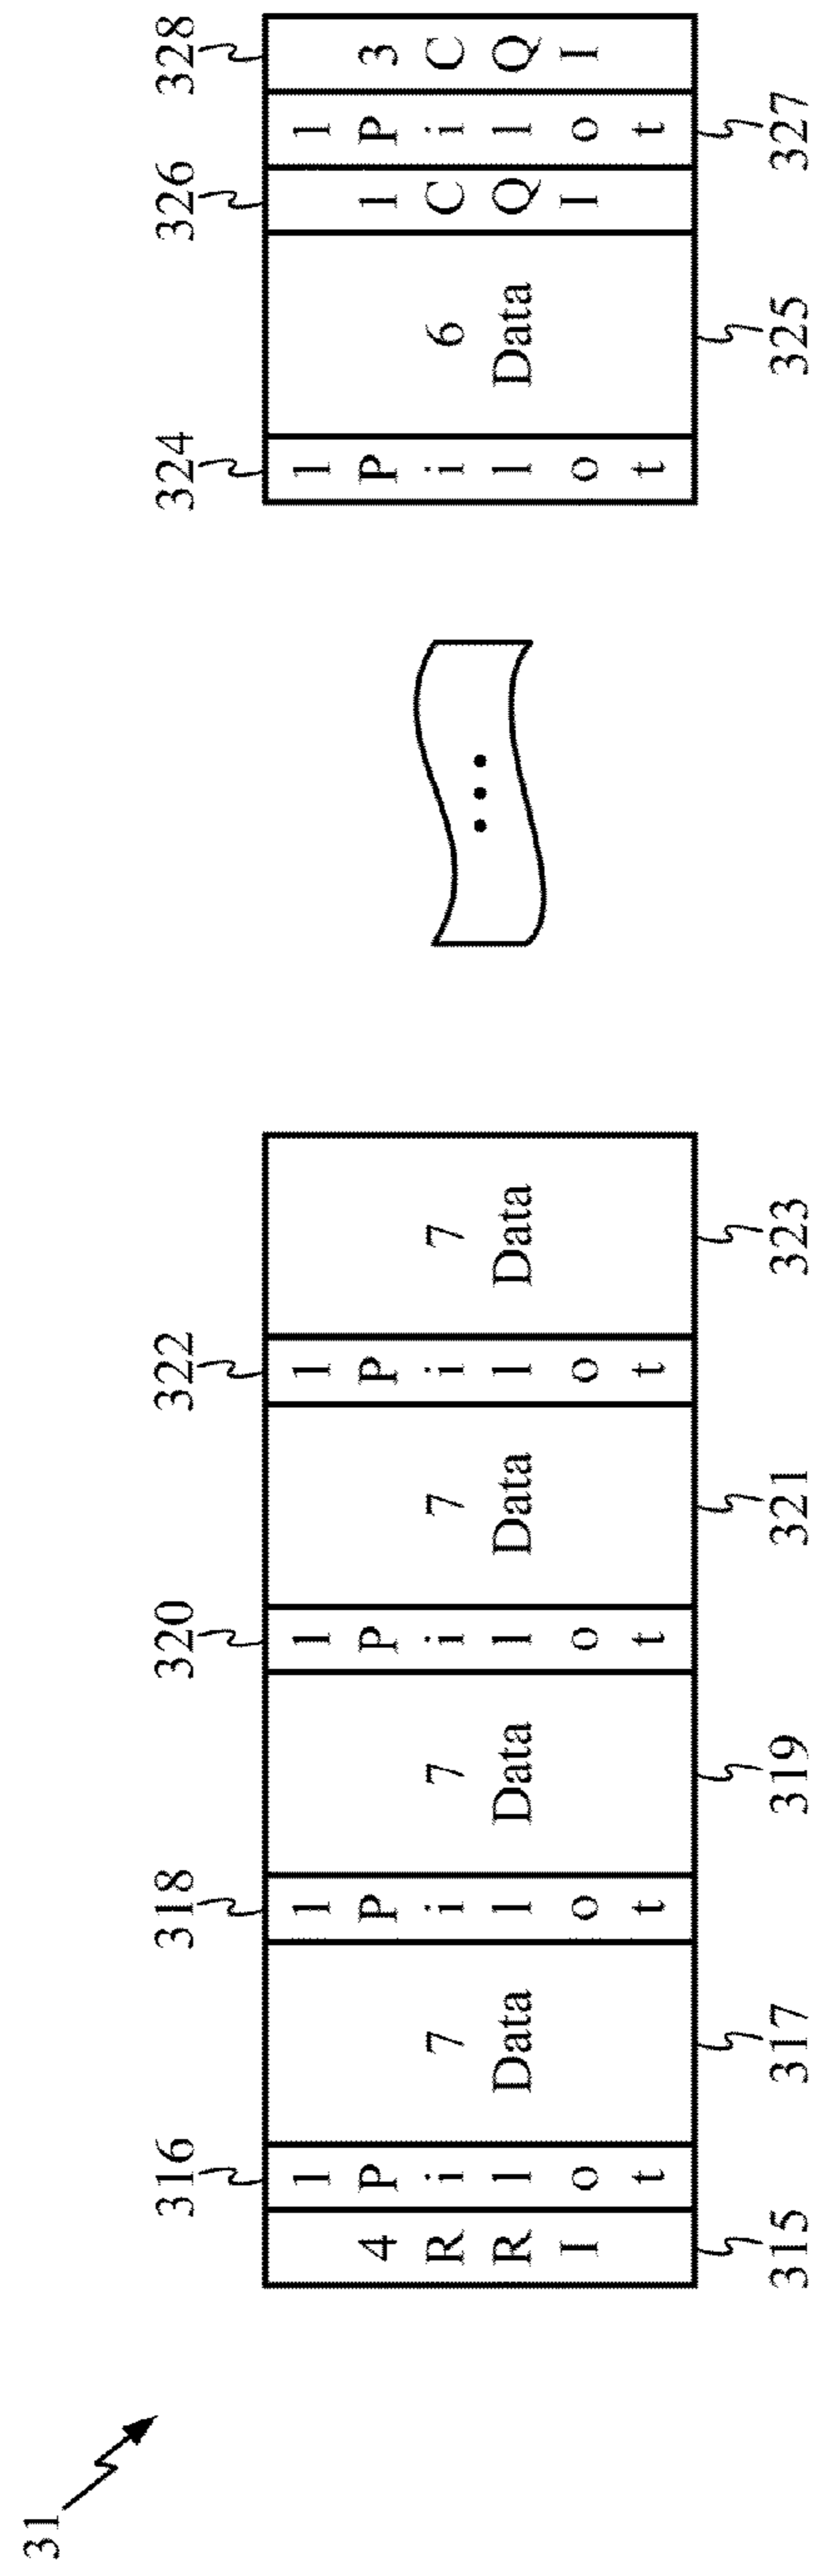 31
316 318 320 322 324 326 328
4 RRI
1 Pilot
7
Data
1 Pilot
7
Data
1 Pilot
7
Data
1 Pilot
7
Data
...
1 Pilot
6
Data
1 CQI
1 Pilot
3 CQI
315 317 319 321 323 325 327